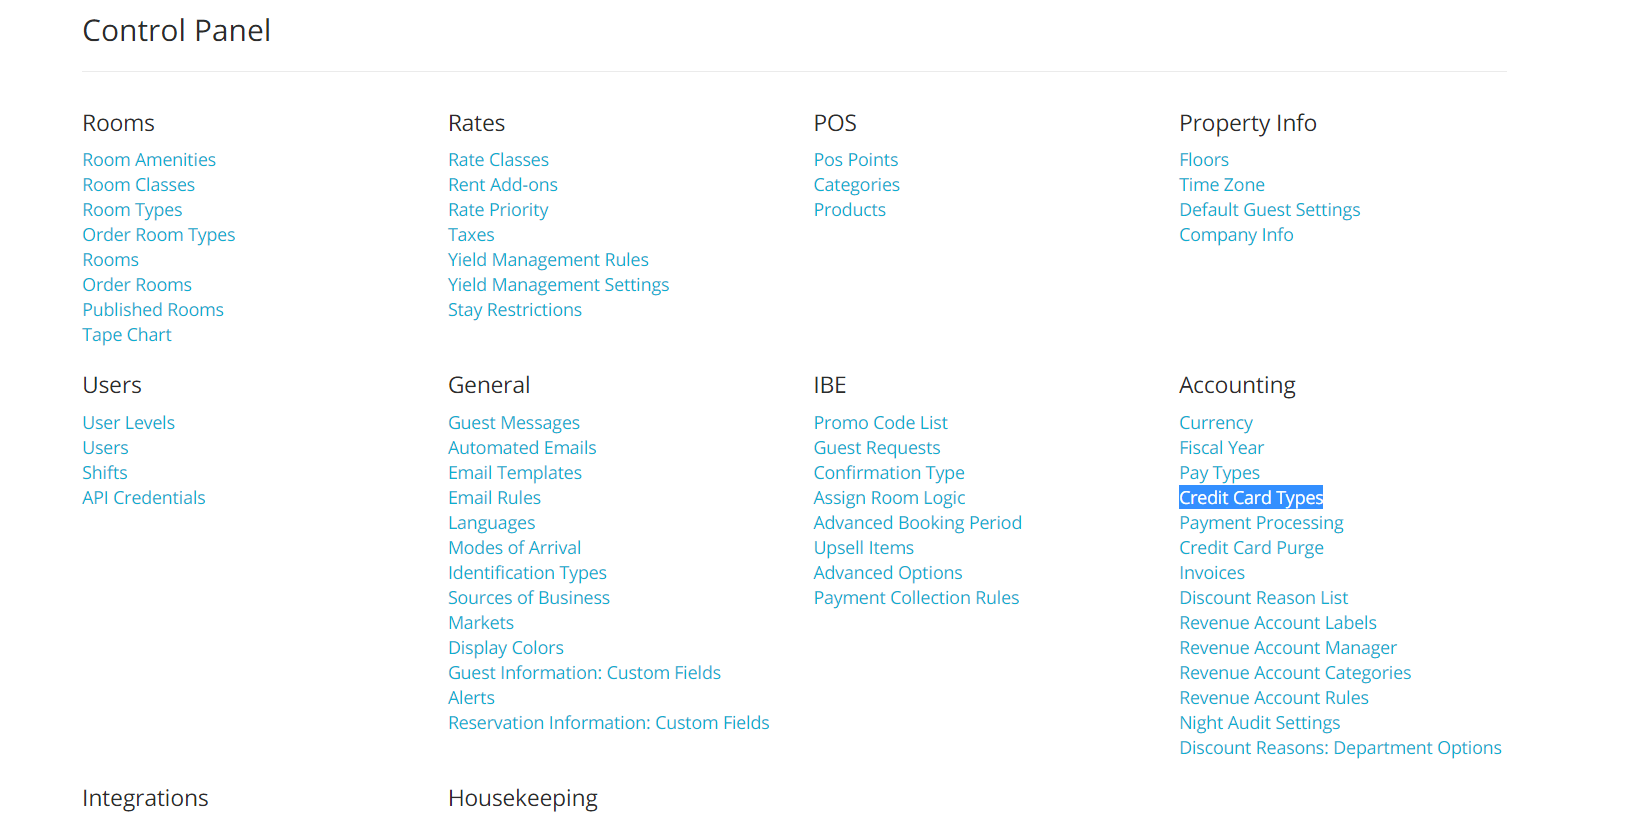 Control Panel
Rooms
Room Amenities
Room Classes
Room Types
Order Room Types
Rooms
Order Rooms
Published Rooms
Tape Chart
Rates
Rate Classes
Rent Add-ons
Rate Priority
Taxes
Yield Management Rules
Yield Management Settings
Stay Restrictions
POS
Pos Points
Categories
Products
Property Info
Floors
Time Zone
Default Guest Settings
Company Info
Users
User Levels
Users
Shifts
API Credentials
General
Guest Messages
Automated Emails
Email Templates
Email Rules
Languages
Modes of Arrival
Identification Types
Sources of Business
Markets
Display Colors
Guest Information: Custom Fields
Alerts
Reservation Information: Custom Fields
IBE
Promo Code List
Guest Requests
Confirmation Type
Assign Room Logic
Advanced Booking Period
Upsell Items
Advanced Options
Payment Collection Rules
Accounting
Currency
Fiscal Year
Pay Types
Credit Card Types
Payment Processing
Credit Card Purge
Invoices
Discount Reason List
Revenue Account Labels
Revenue Account Manager
Revenue Account Categories
Revenue Account Rules
Night Audit Settings
Discount Reasons: Department Options
Integrations
Housekeeping